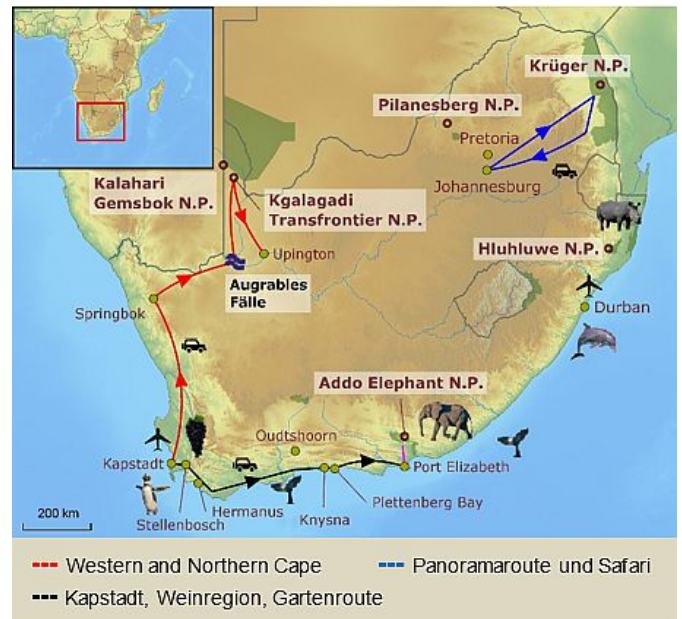 Krüger N.P.
Pilanesberg N.P.
Pretoria
Johannesburg
Kalahari
Gemsbok N.P.
Kgalagadi
Transfrontier N.P.
Hluhluwe N.P.
Upington
Augrables
Fälle
Springbok
Durban
Addo Elephant N.P.
Oudtshoorn
Kapstadt
Port Elizabeth
Plettenberg Bay
Hermanus
Knysna
Stellenbosch
200 km
Western and Northern Cape
Panoramaroute und Safari
Kapstadt, Weinregion, Gartenroute